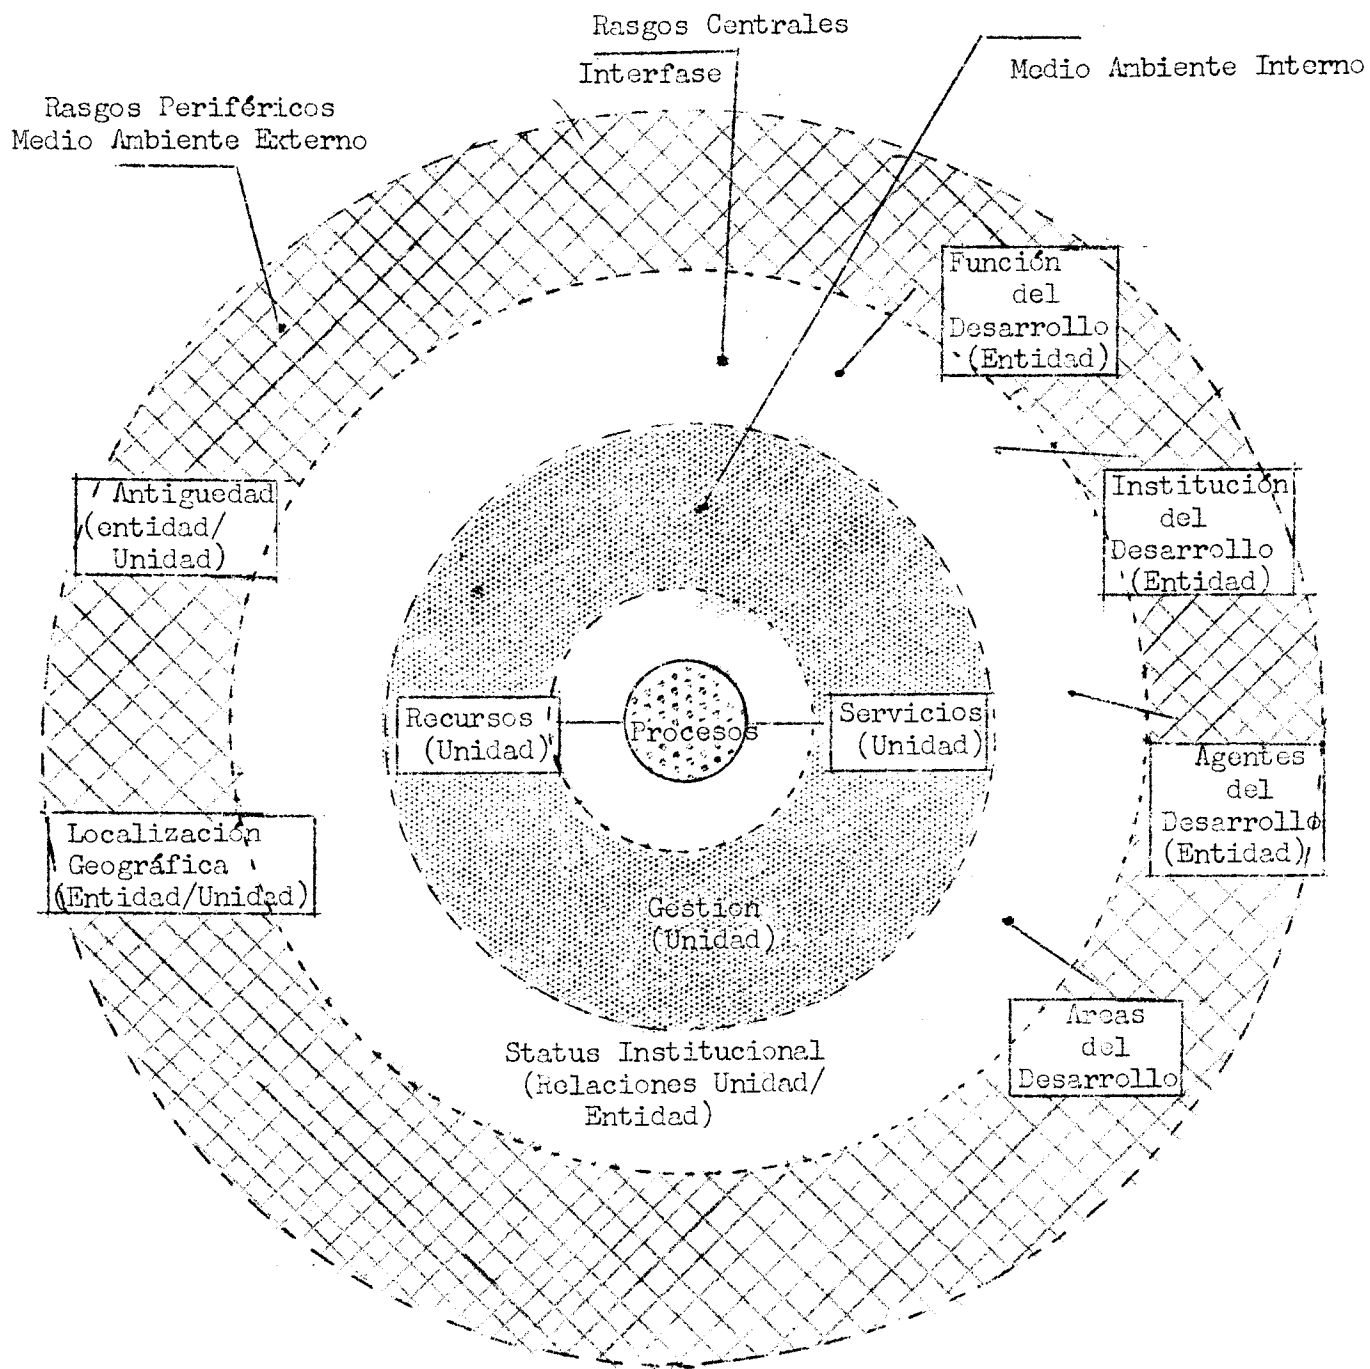 Rasgos Centrales
Interfase
Medio Ambiente Interno
Rasgos Periféricos
Medio Ambiente Externo
Función
del
Desarrollo
(Entidad)
Antiguedad
(entidad/
Unidad)
Institución
del
Desarrollo
(Entidad)
Recursos
(Unidad)
Procesos
Servicios
(Unidad)
Agentes
del
Desarrollo
(Entidad)
Localización
Geográfica
(Entidad/Unidad)
Gestion
(Unidad)
Areas
del
Desarrollo
Status Institucional
(Relaciones Unidad/
Entidad)